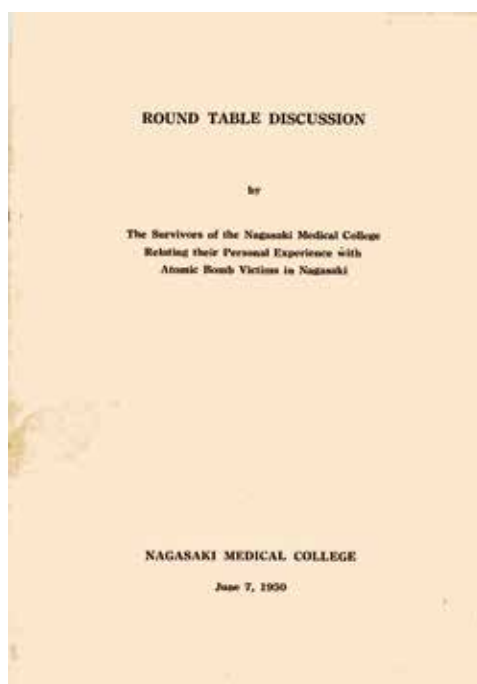 ROUND TABLE DISCUSSION
by
The Survivors of the Nagasaki Medical College
Relating their Personal Experience with
Atomic Bomb Victims in Nagasaki
NAGASAKI MEDICAL COLLEGE
June 7, 1950